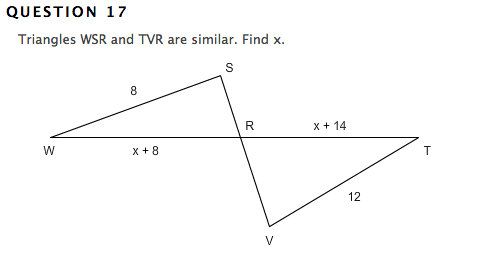 QUESTION 17
Triangles WSR and TVR are similar. Find x.
S
8
R
x + 14
W
x + 8
T
12
V